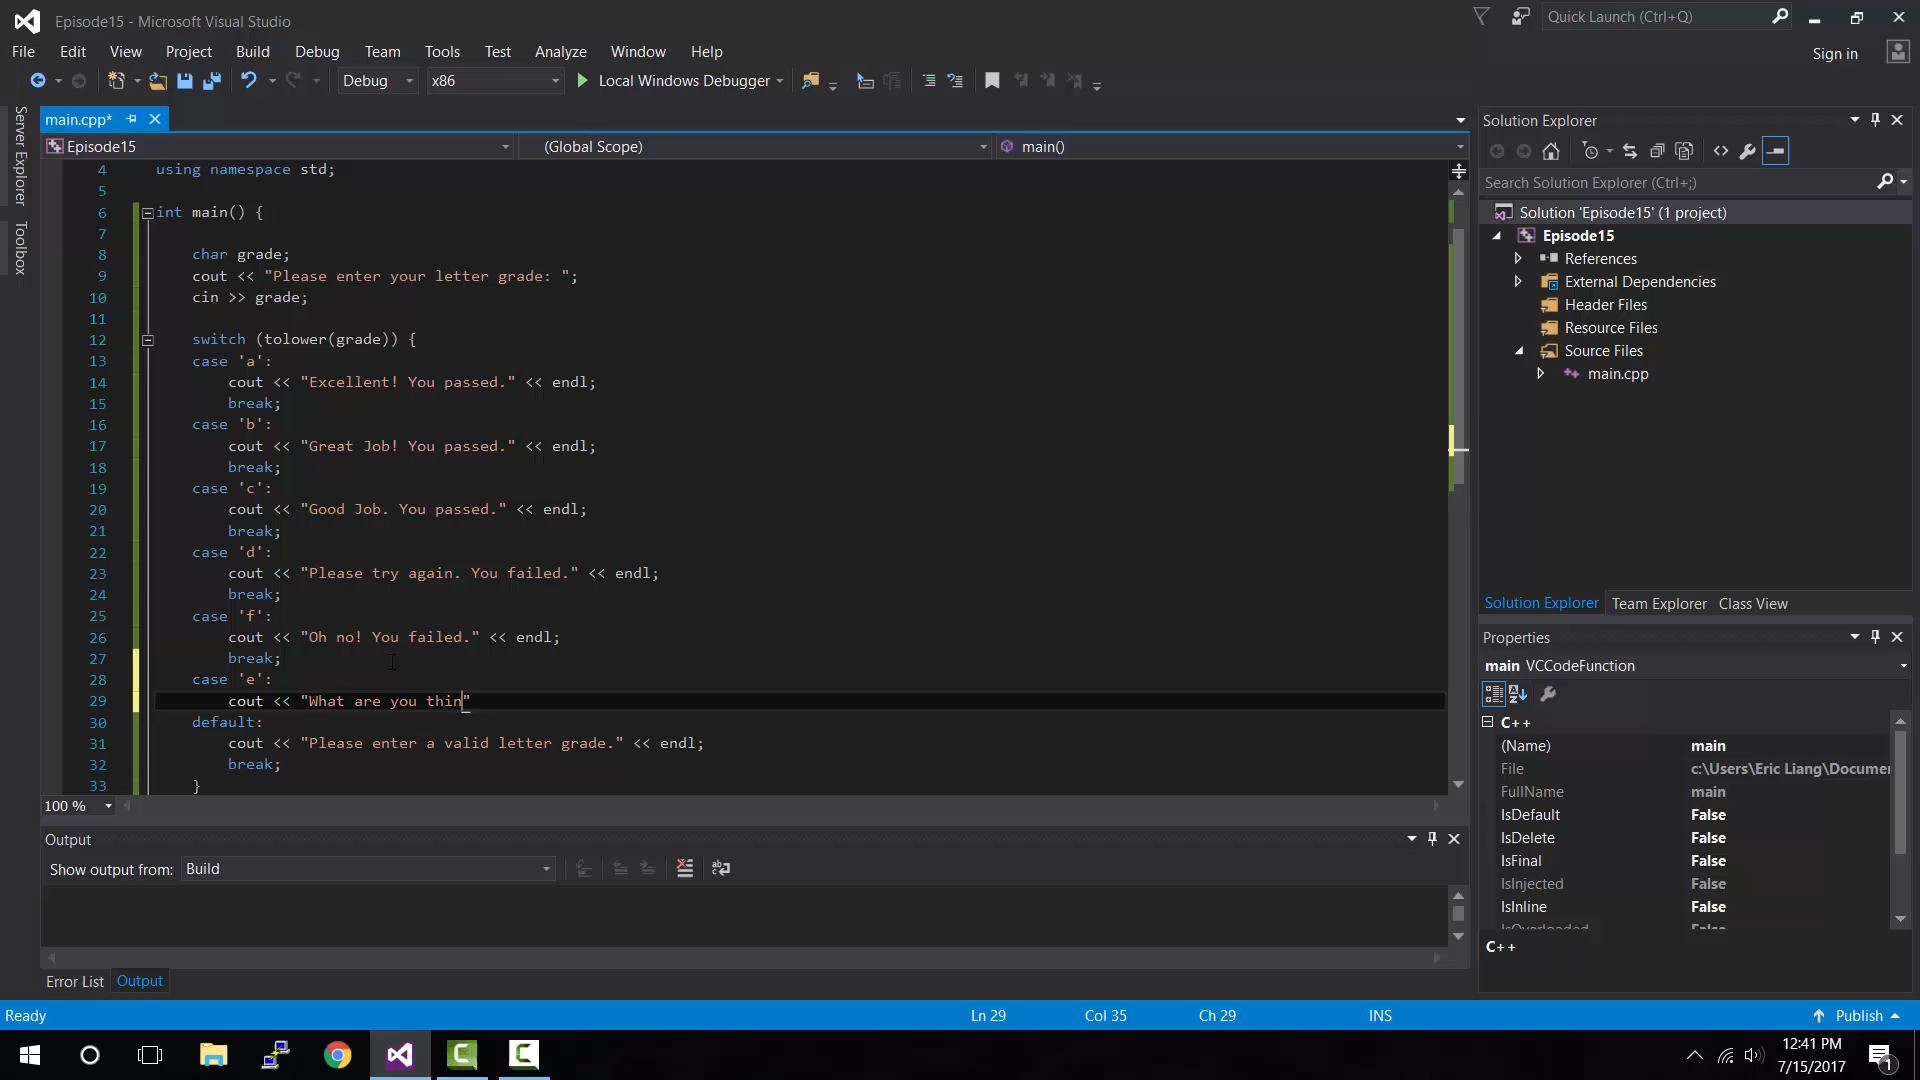 Episode15 - Microsoft Visual Studio
Quick Launch (Ctrl+Q)
File Edit View Project Build Debug Team Tools Test Analyze Window Help
Sign in
Debug x86 Local Windows Debugger
Server Explorer
Toolbox
main.cpp*
Episode15 (Global Scope) main()
4 using namespace std;
5
6 int main() {
7
8 char grade;
9 cout << "Please enter your letter grade: ";
10 cin >> grade;
11
12 switch (tolower(grade)) {
13 case 'a':
14 cout << "Excellent! You passed." << endl;
15 break;
16 case 'b':
17 cout << "Great Job! You passed." << endl;
18 break;
19 case 'c':
20 cout << "Good Job. You passed." << endl;
21 break;
22 case 'd':
23 cout << "Please try again. You failed." << endl;
24 break;
25 case 'f':
26 cout << "Oh no! You failed." << endl;
27 break;
28 case 'e':
29 cout << "What are you thin"
30 default:
31 cout << "Please enter a valid letter grade." << endl;
32 break;
33 }
100 %
Output
Show output from: Build
Error List Output
Solution Explorer
Search Solution Explorer (Ctrl+;)
Solution 'Episode15' (1 project)
Episode15
References
External Dependencies
Header Files
Resource Files
Source Files
main.cpp
Solution Explorer Team Explorer Class View
Properties
main VCCodeFunction
C++
(Name) main
File c:\Users\Eric Liang\Documen
FullName main
IsDefault False
IsDelete False
IsFinal False
IsInjected False
IsInline False
IsOverloaded False
C++
Ready Ln 29 Col 35 Ch 29 INS Publish
12:41 PM
7/15/2017
1